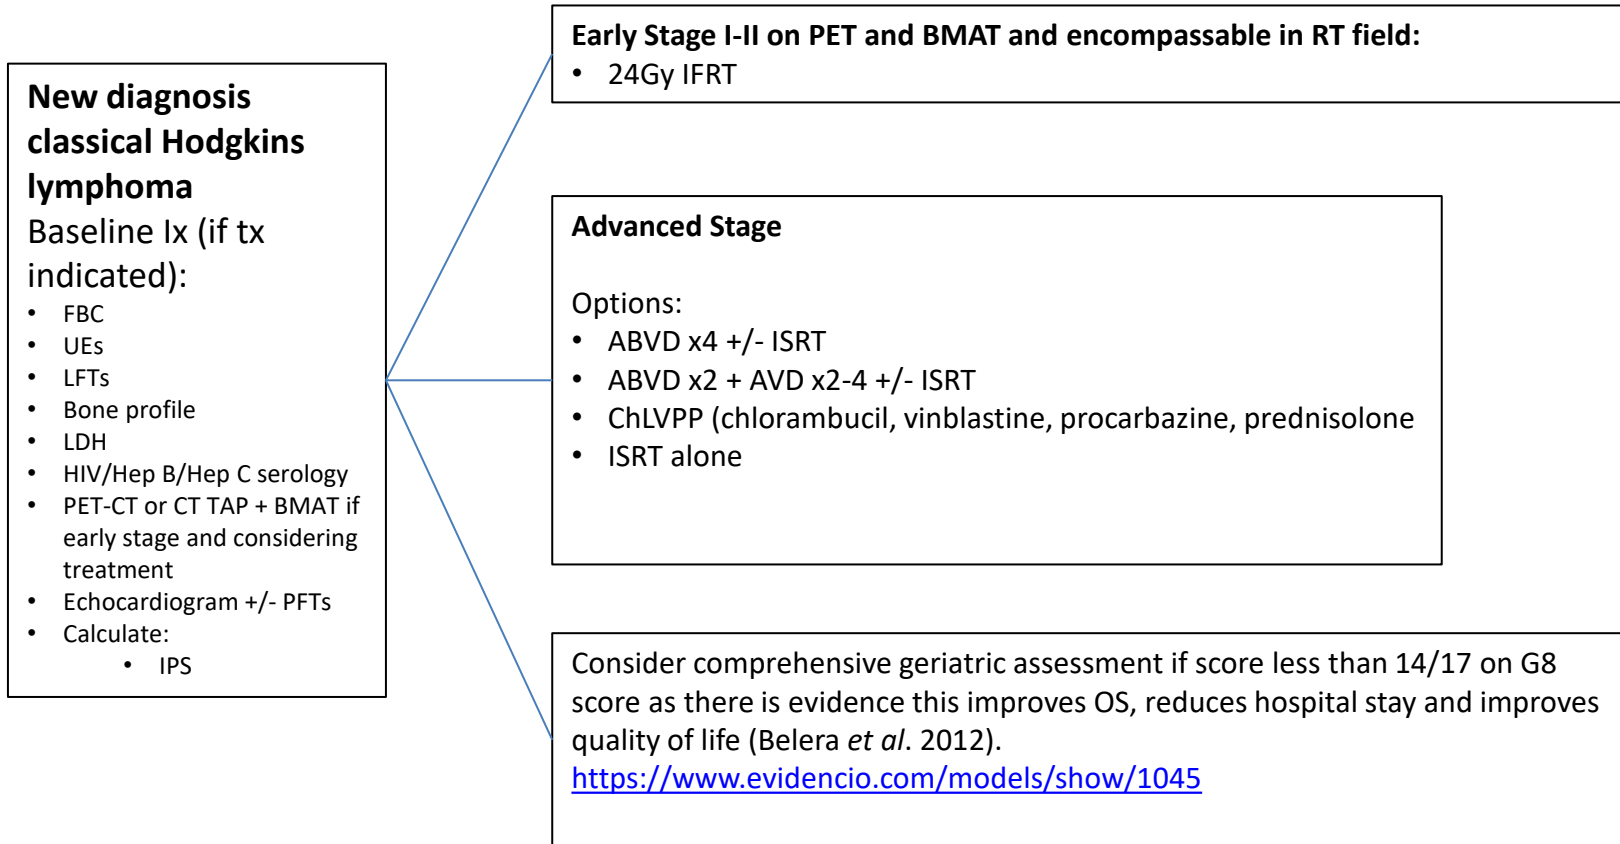 New diagnosis
classical Hodgkins
lymphoma
Baseline Ix (if tx
indicated):
• FBC
• UEs
• LFTs
• Bone profile
• LDH
• HIV/Hep B/Hep C serology
• PET-CT or CT TAP + BMAT if
early stage and considering
treatment
• Echocardiogram +/- PFTs
• Calculate:
• IPS
Early Stage I-II on PET and BMAT and encompassable in RT field:
• 24Gy IFRT
Advanced Stage
Options:
• ABVD x4 +/- ISRT
• ABVD x2 + AVD x2-4 +/- ISRT
• ChLVPP (chlorambucil, vinblastine, procarbazine, prednisolone
• ISRT alone
Consider comprehensive geriatric assessment if score less than 14/17 on G8
score as there is evidence this improves OS, reduces hospital stay and improves
quality of life (Belera et al. 2012).
https://www.evidencio.com/models/show/1045